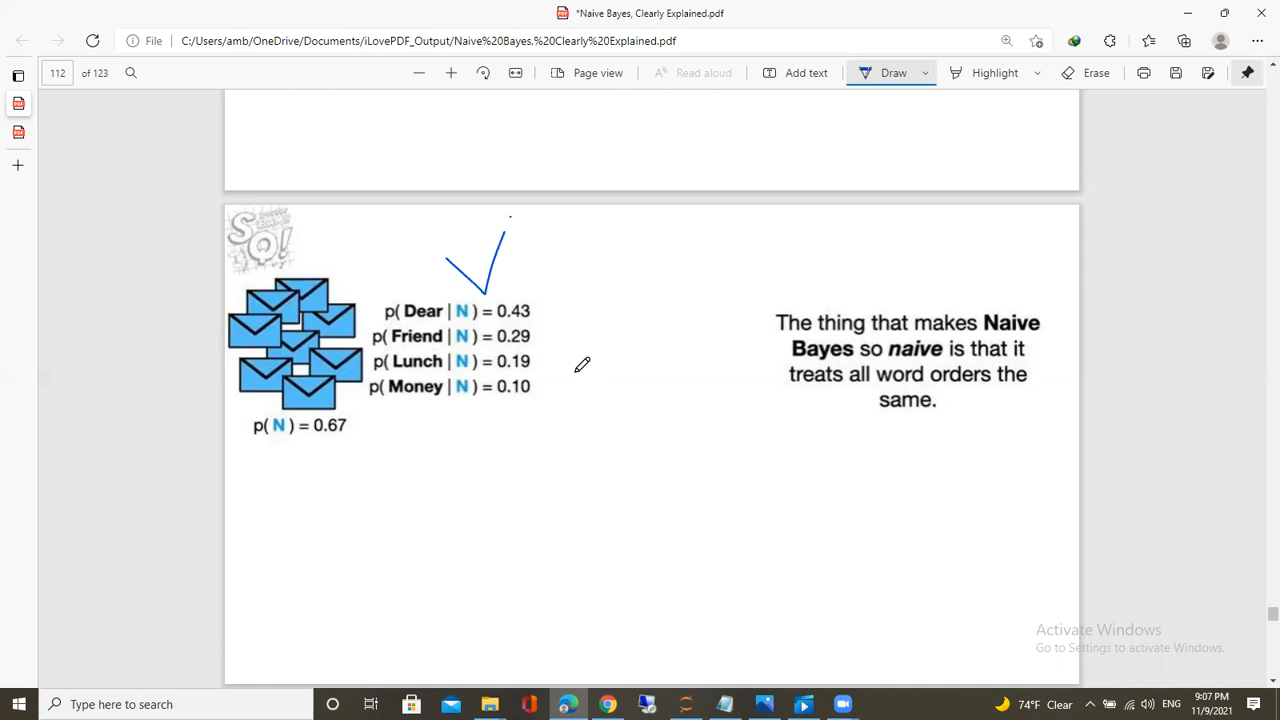 *Naive Bayes, Clearly Explained.pdf
File C:/Users/amb/OneDrive/Documents/iLovePDF_Output/Naive%20Bayes,%20Clearly%20Explained.pdf
112 of 123 Page view Read aloud Add text Draw Highlight Erase
SQ!
p( Dear | N ) = 0.43
p( Friend | N ) = 0.29
p( Lunch | N ) = 0.19
p( Money | N ) = 0.10
p( N ) = 0.67
The thing that makes Naive
Bayes so naive is that it
treats all word orders the
same.
Activate Windows
Go to Settings to activate Windows.
Type here to search
74°F Clear ENG
9:07 PM
11/9/2021